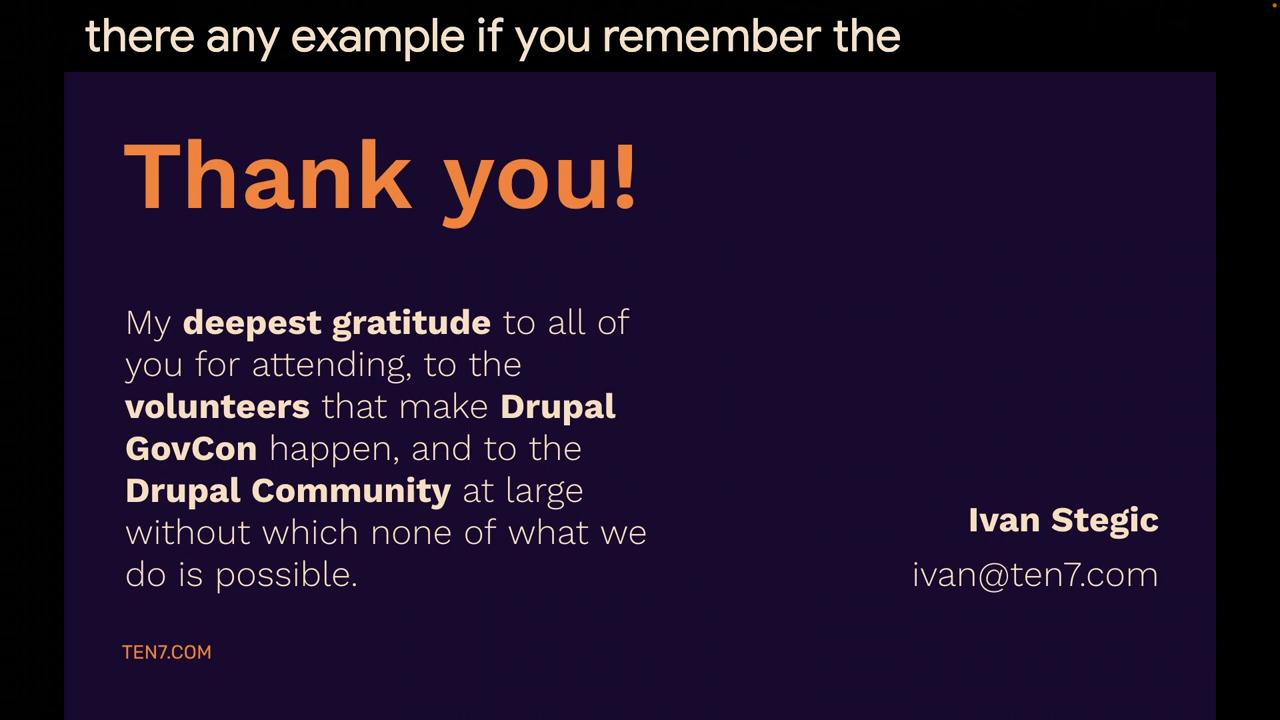 there any example if you remember the
Thank you!
My deepest gratitude to all of
you for attending, to the
volunteers that make Drupal
GovCon happen, and to the
Drupal Community at large
without which none of what we
do is possible.
Ivan Stegic
ivan@ten7.com
TEN7.COM